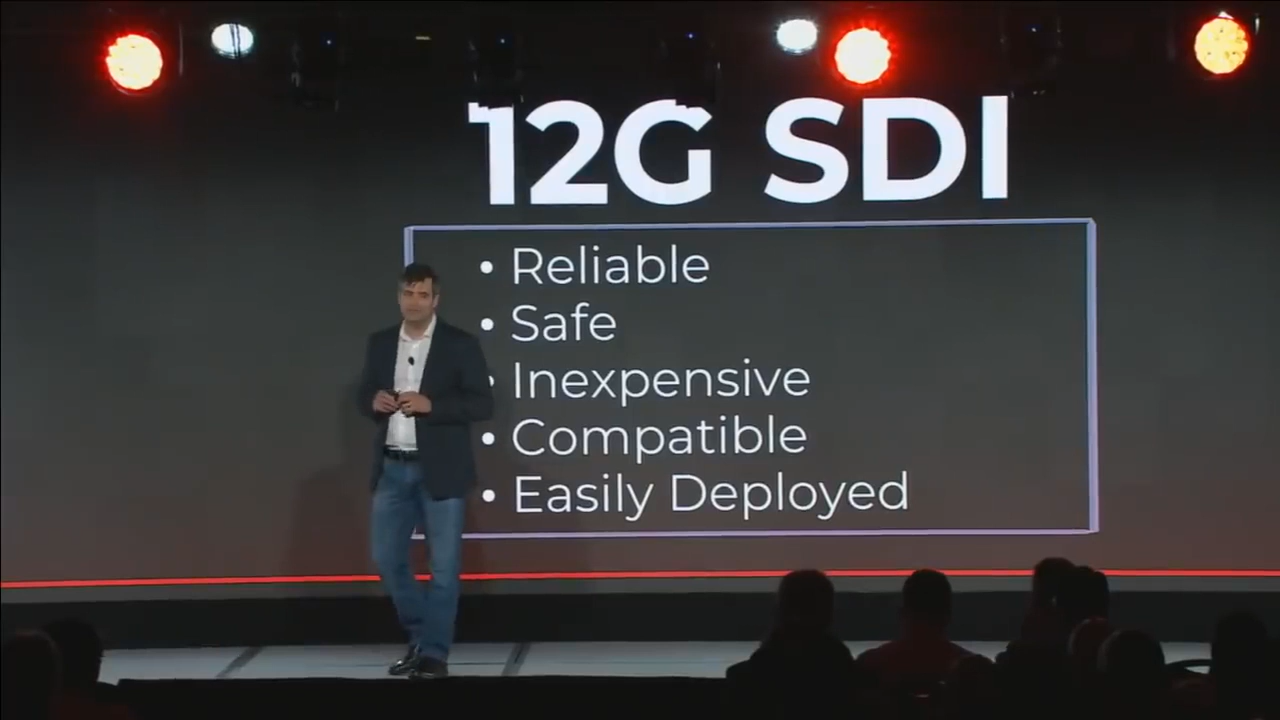 12G SDI
• Reliable
• Safe
• Inexpensive
• Compatible
• Easily Deployed